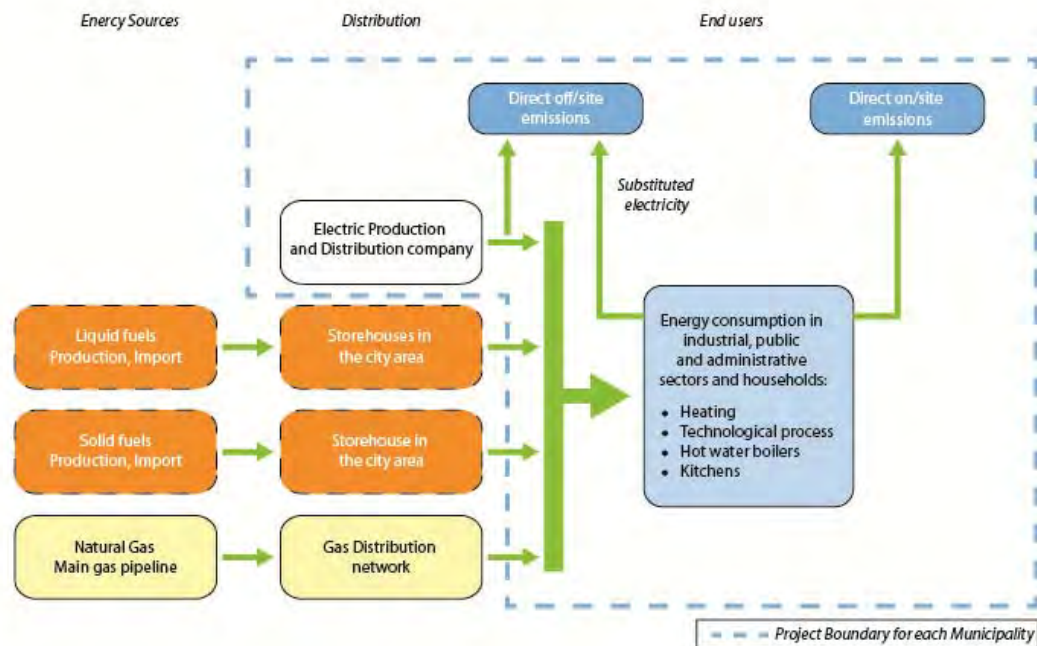 Energy Sources
Distribution
End users
Direct off/site
emissions
Direct on/site
emissions
Substituted
electricity
Electric Production
and Distribution company
Liquid fuels
Production, Import
Storehouses in
the city area
Energy consumption in
industrial, public
and administrative
sectors and households:
• Heating
• Technological process
• Hot water boilers
• Kitchens
Solid fuels
Production, Import
Storehouse in
the city area
Natural Gas
Main gas pipeline
Gas Distribution
network
Project Boundary for each Municipality